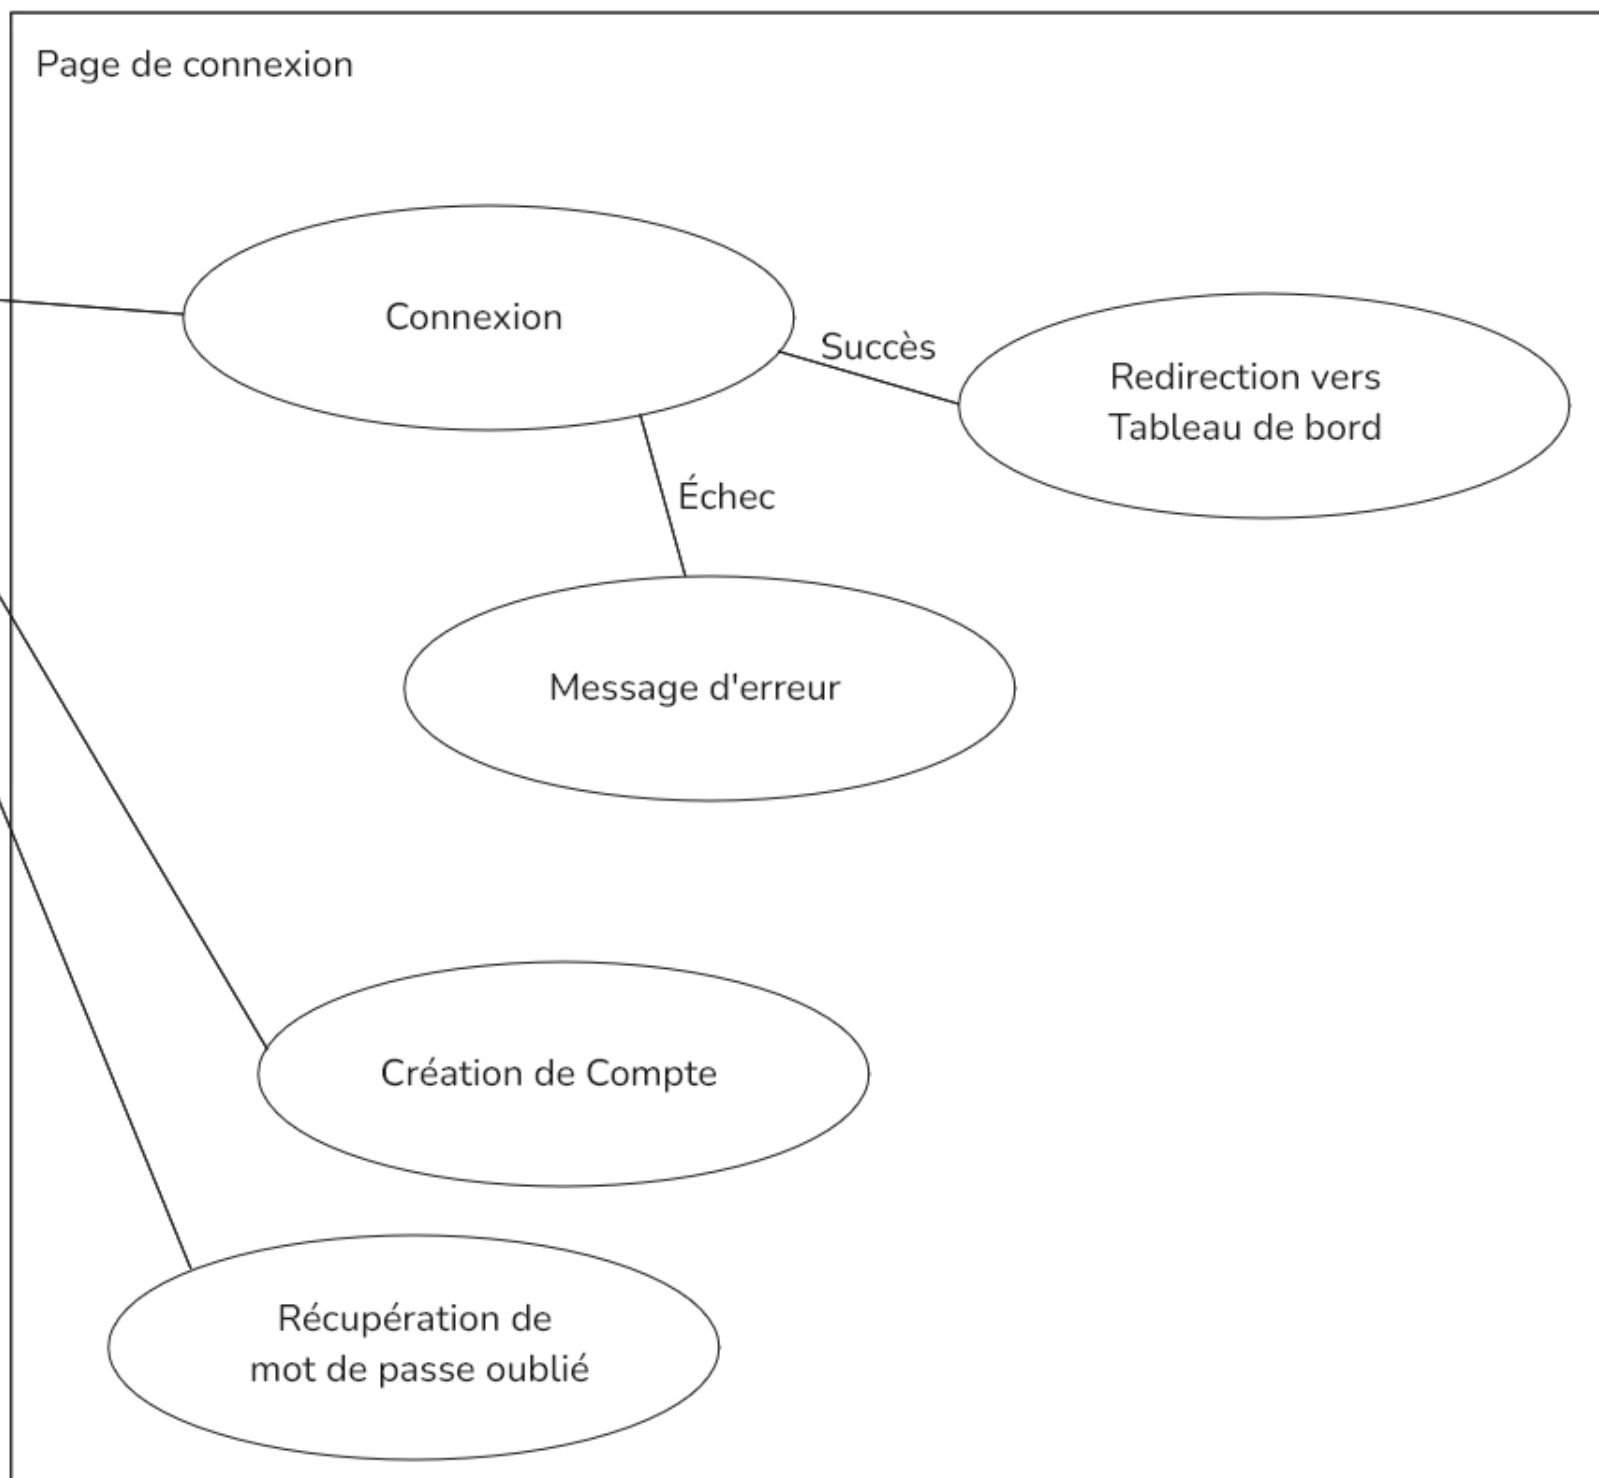 Page de connexion
Connexion
Succès
Redirection vers
Tableau de bord
Échec
Message d'erreur
Création de Compte
Récupération de
mot de passe oublié